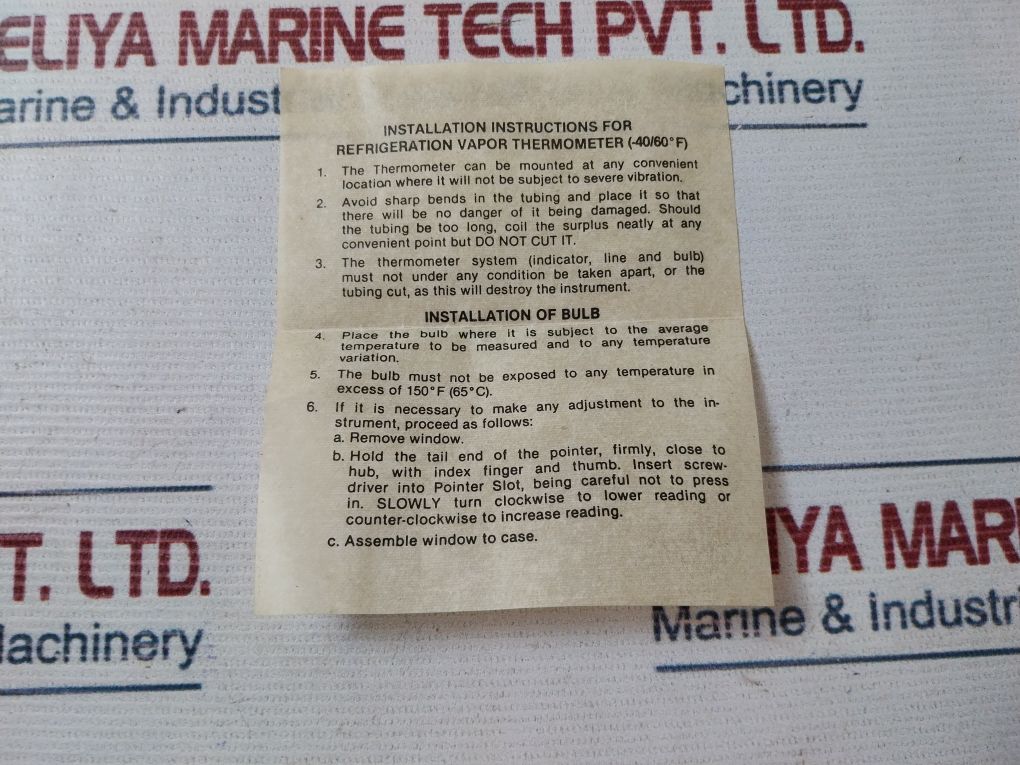 ELIYA MARINE TECH PVT. LTD.
arine & Indust
chinery
INSTALLATION INSTRUCTIONS FOR
REFRIGERATION VAPOR THERMOMETER (-40/60°F)
1. The Thermometer can be mounted at any convenient
location where it will not be subject to severe vibration.
2. Avoid sharp bends in the tubing and place it so that
there will be no danger of it being damaged. Should
the tubing be too long, coil the surplus neatly at any
convenient point but DO NOT CUT IT.
3. The thermometer system (indicator, line and bulb)
must not under any condition be taken apart, or the
tubing cut, as this will destroy the instrument.
INSTALLATION OF BULB
4. Place the bulb where it is subject to the average
temperature to be measured and to any temperature
variation.
5. The bulb must not be exposed to any temperature in
excess of 150°F (65°C).
6. If it is necessary to make any adjustment to the in-
strument, proceed as follows:
a. Remove window.
b. Hold the tail end of the pointer, firmly, close to
hub, with index finger and thumb. Insert screw-
driver into Pointer Slot, being careful not to press
in. SLOWLY turn clockwise to lower reading or
counter-clockwise to increase reading.
c. Assemble window to case.
T. LTD.
achinery
IYA MARI
Marine & industri